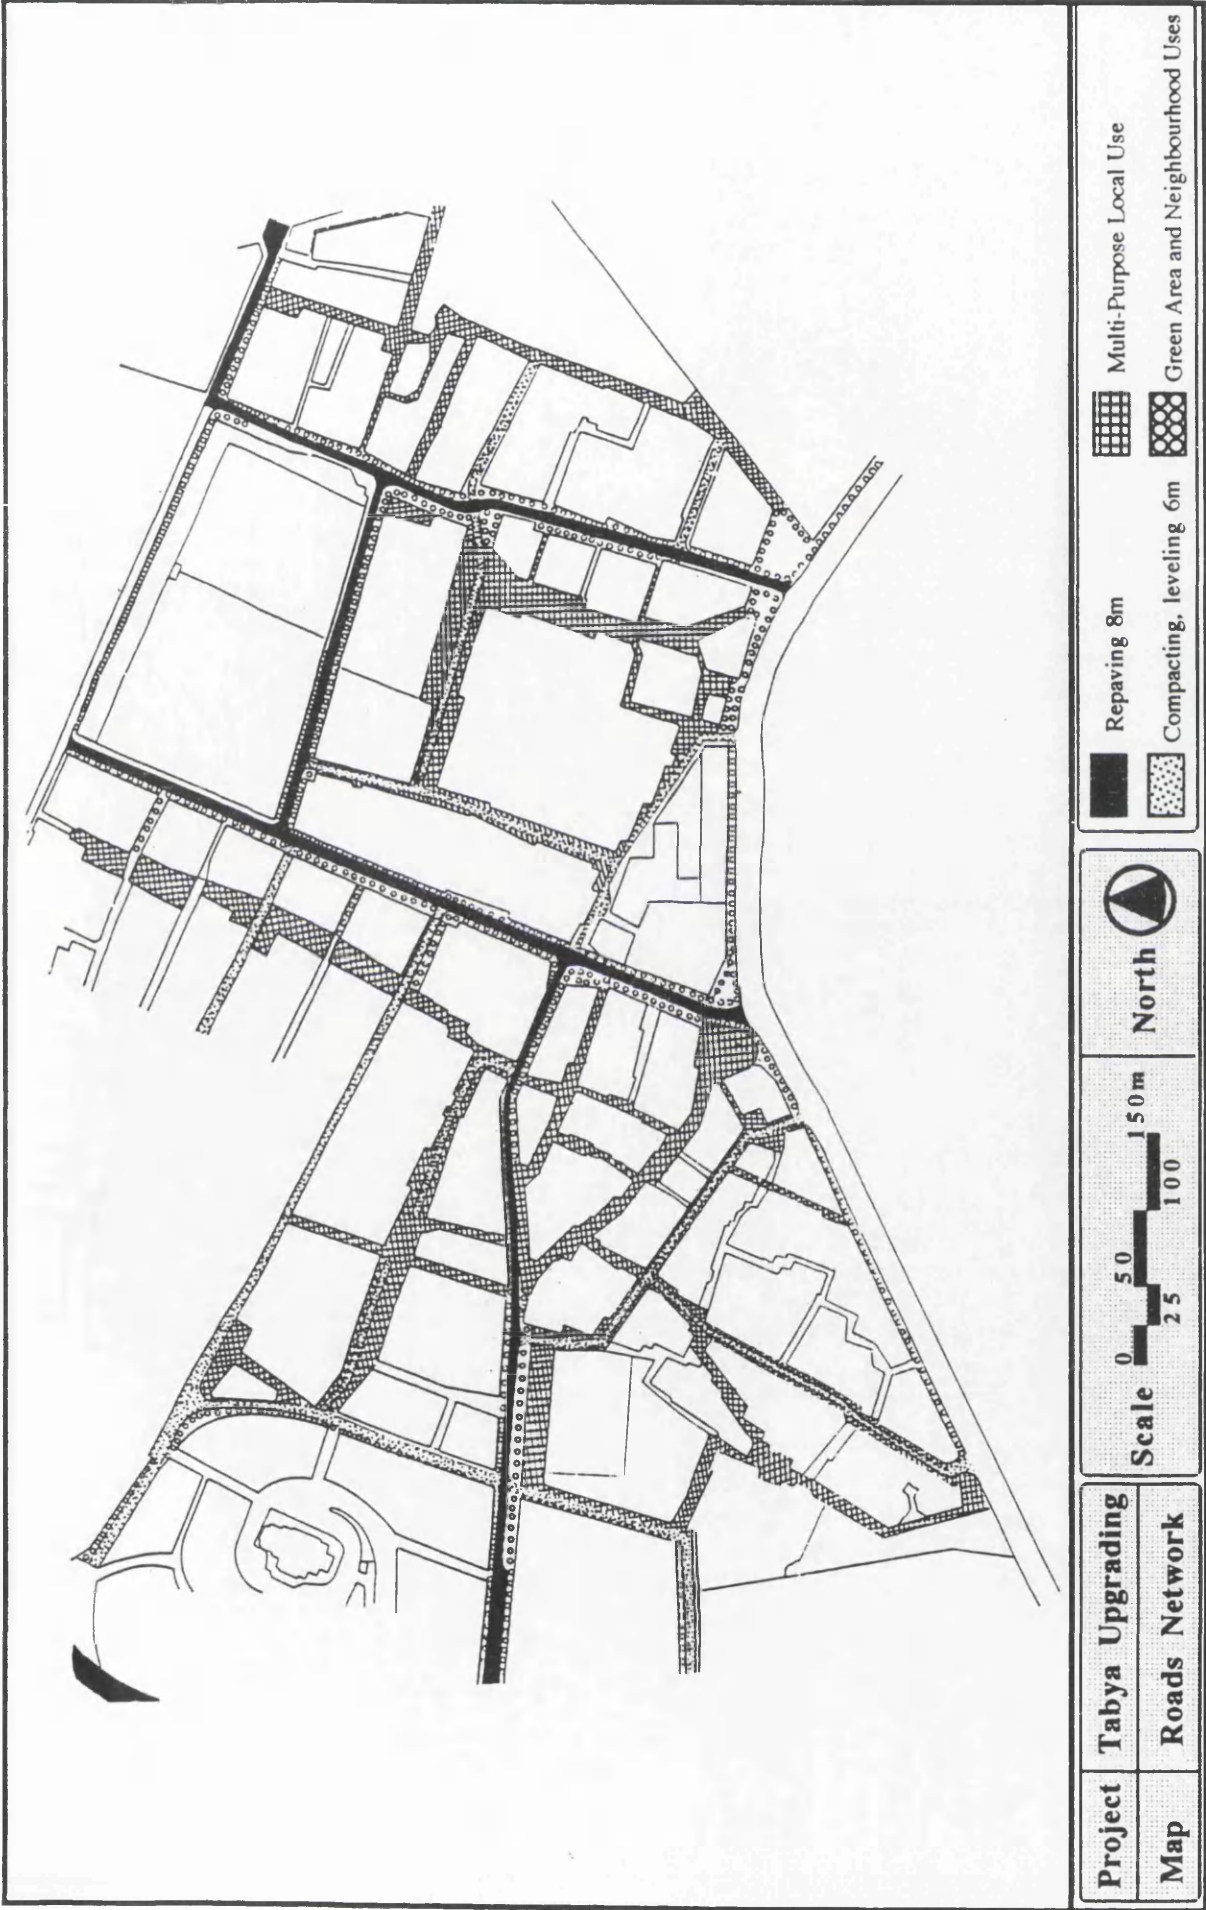 Project Tabya Upgrading
Map Roads Network
Scale 0 50 150m
25 100
North
Repaving 8m
Multi-Purpose Local Use
Compacting, leveling 6m
Green Area and Neighbourhood Uses